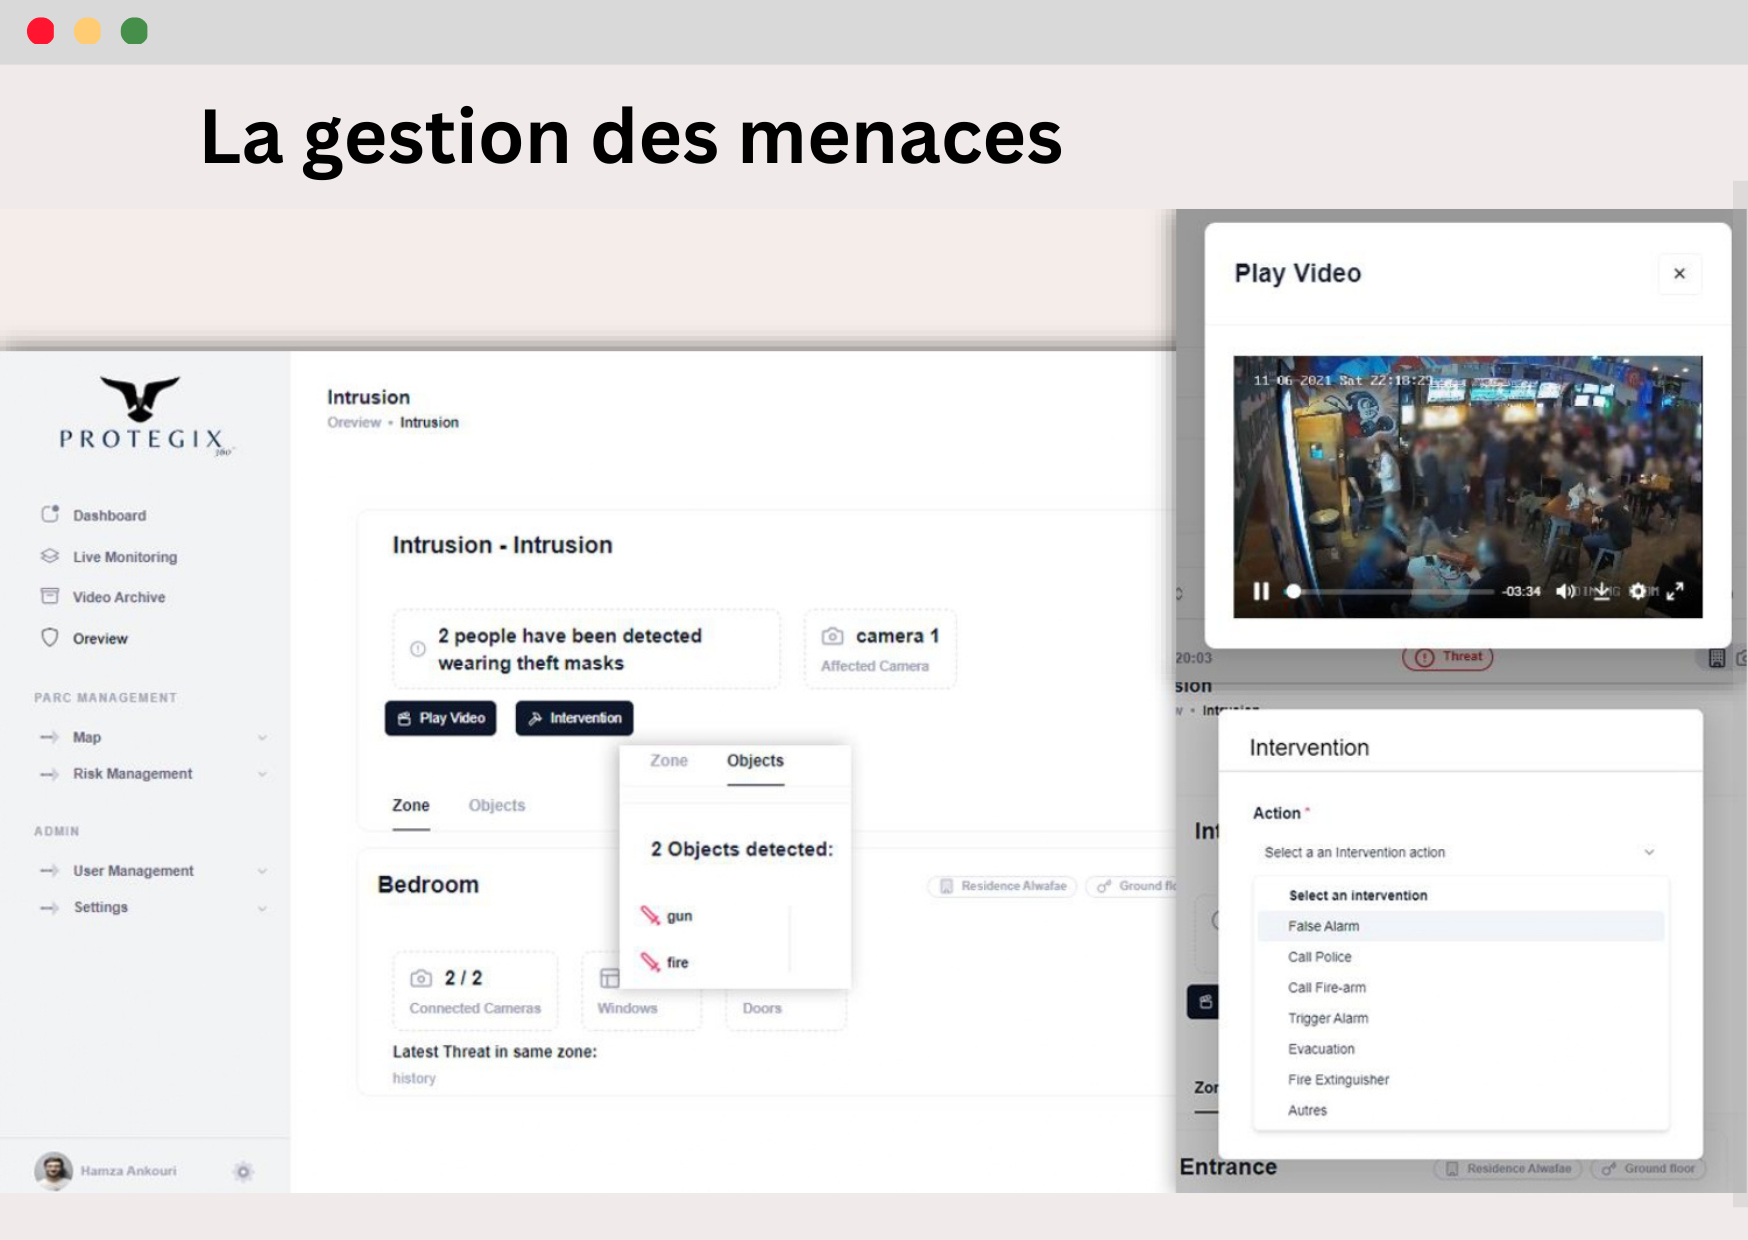 La gestion des menaces
PROTEGIX
360°
Dashboard
Live Monitoring
Video Archive
Oreview
PARC MANAGEMENT
Map
Risk Management
ADMIN
User Management
Settings
Hamza Ankouri
Intrusion
Oreview • Intrusion
Intrusion - Intrusion
2 people have been detected
wearing theft masks
camera 1
Affected Camera
Play Video
Intervention
Zone
Objects
Zone
Objects
2 Objects detected:
gun
fire
Bedroom
Residence Alwafae
Ground flo
2 / 2
Connected Cameras
Windows
Doors
Latest Threat in same zone:
history
Play Video
11-06-2021 Sat 22:18:29
-03:34
20:03
Threat
sion
Intrusion
Intervention
Action *
Select a an Intervention action
Select an intervention
False Alarm
Call Police
Call Fire-arm
Trigger Alarm
Evacuation
Fire Extinguisher
Autres
Int
Zon
Entrance
Residence Alwafae
Ground floor